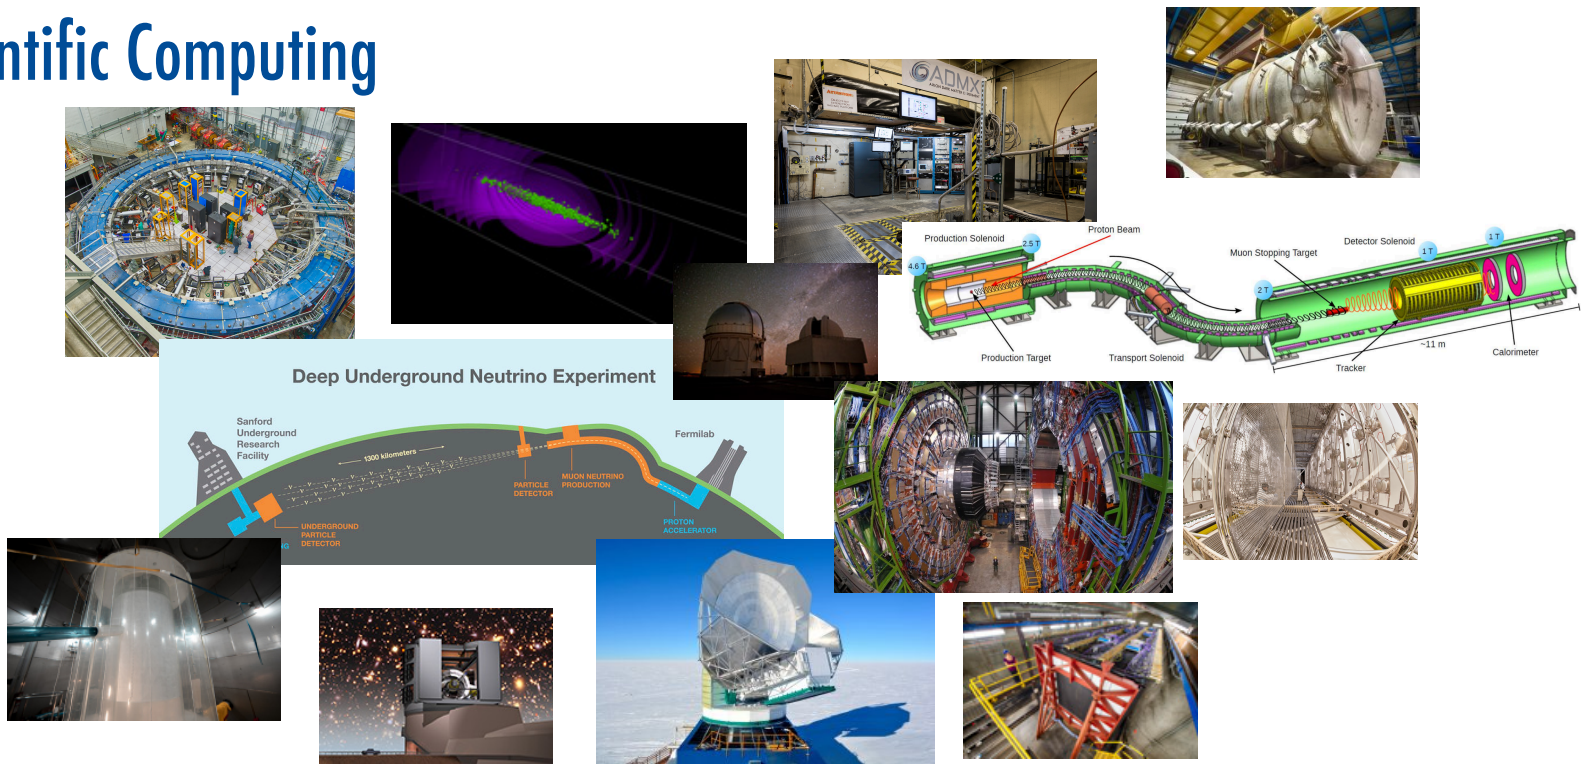 ntific Computing
ADMX
Production Solenoid
Proton Beam
2.5 T
4.6 T
Muon Stopping Target
Detector Solenoid
1 T
1 T
2 T
Production Target
Transport Solenoid
~11 m
Tracker
Calorimeter
Deep Underground Neutrino Experiment
Sanford
Underground
Research
Facility
1300 kilometers
Fermilab
PARTICLE
DETECTOR
MUON NEUTRINO
PRODUCTION
PROTON
ACCELERATOR
UNDERGROUND
PARTICLE
DETECTOR
NG